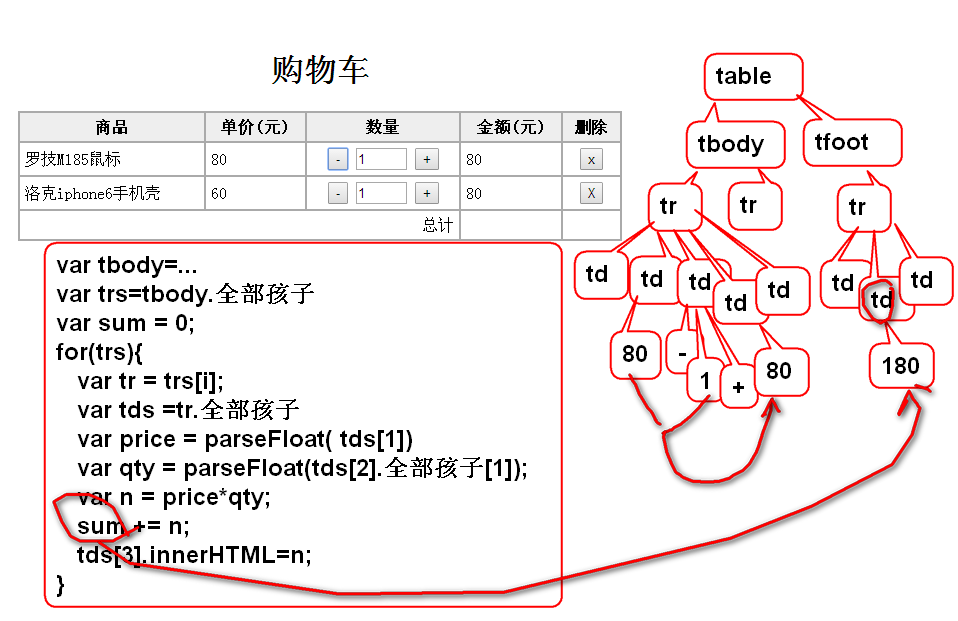 购物车
商品 单价(元) 数量 金额(元) 删除
罗技M185鼠标 80 - 1 + 80 x
洛克iphone6手机壳 60 - 1 + 80 X
总计
var tbody=...
var trs=tbody.全部孩子
var sum = 0;
for(trs){
var tr = trs[i];
var tds =tr.全部孩子
var price = parseFloat( tds[1])
var qty = parseFloat(tds[2].全部孩子[1]);
var n = price*qty;
sum += n;
tds[3].innerHTML=n;
}
table
tbody tfoot
tr tr tr
td td td td td td td td
80 - 1 + 80 180